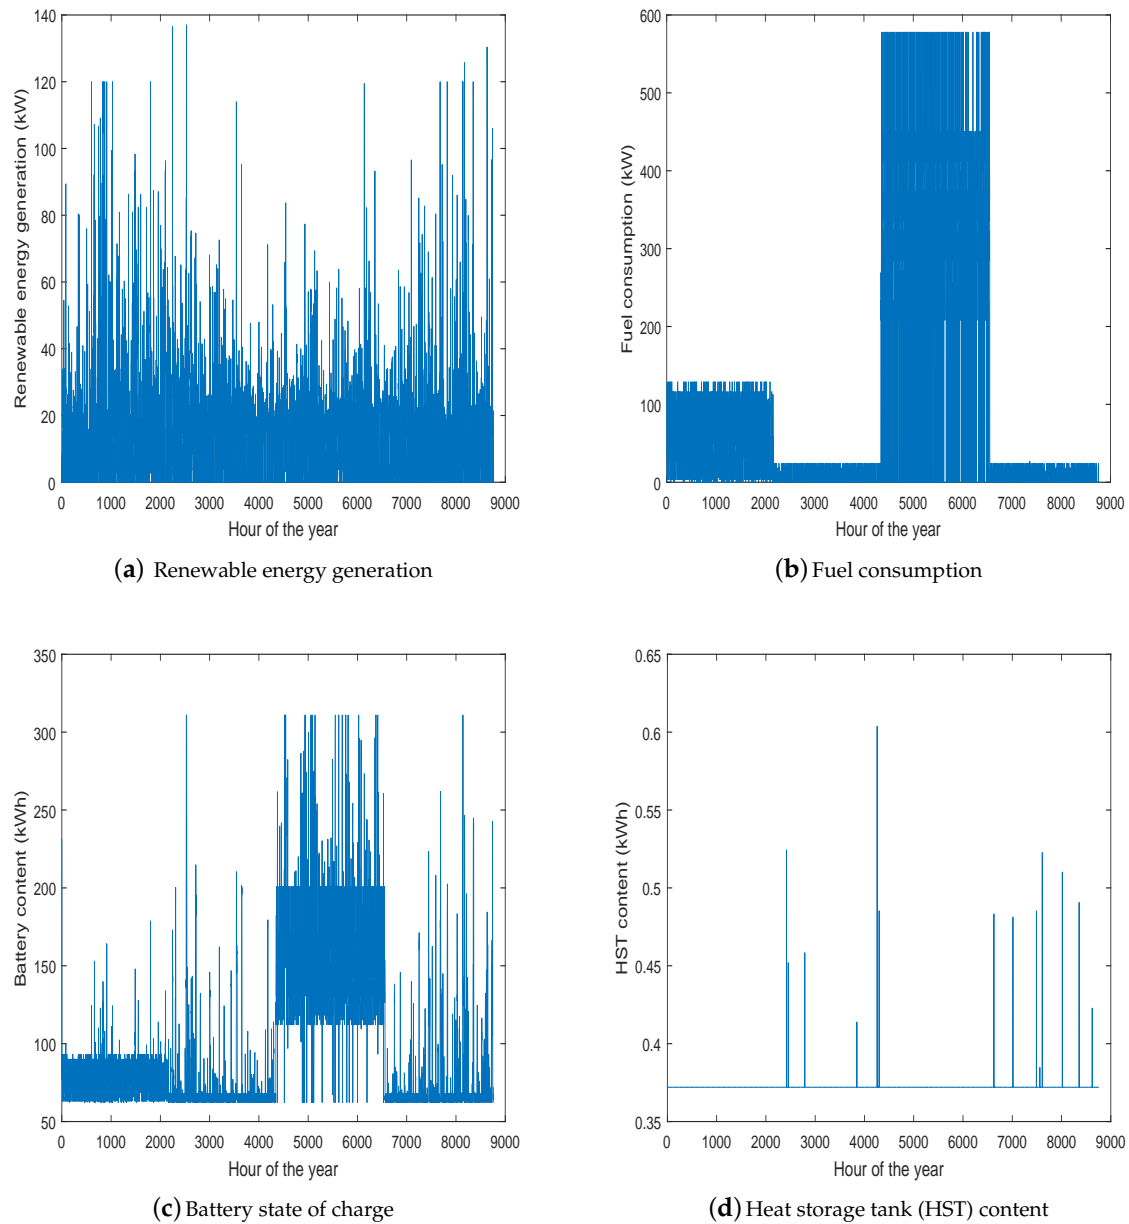 140
120
100
80
60
40
20
0
Renewable energy generation (kW)
0 1000 2000 3000 4000 5000 6000 7000 8000 9000
Hour of the year
(a) Renewable energy generation
600
500
400
300
200
100
0
Fuel consumption (kW)
0 1000 2000 3000 4000 5000 6000 7000 8000 9000
Hour of the year
(b) Fuel consumption
350
300
250
200
150
100
50
Battery content (kWh)
0 1000 2000 3000 4000 5000 6000 7000 8000 9000
Hour of the year
(c) Battery state of charge
0.65
0.6
0.55
0.5
0.45
0.4
0.35
HST content (kWh)
0 1000 2000 3000 4000 5000 6000 7000 8000 9000
Hour of the year
(d) Heat storage tank (HST) content